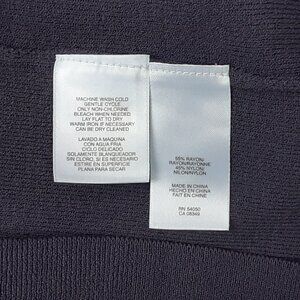 MACHINE WASH COLD
GENTLE CYCLE
ONLY NON-CHLORINE
BLEACH WHEN NEEDED
LAY FLAT TO DRY
WARM IRON IF NECESSARY
CAN BE DRY CLEANED
LAVADO A MAQUINA
CON AGUA FRIA
CICLO DELICADO
SOLAMENTE BLANQUEADOR
SIN CLORO, SI ES NECESARIO
ESTIRE EN SUPERFICIE
PLANA PARA SECAR
55% RAYON/
RAYON/RAYONNE
45% NYLON/
NILON/NYLON
MADE IN CHINA
HECHO EN CHINA
FAIT EN CHINE
RN 54050
CA 08349